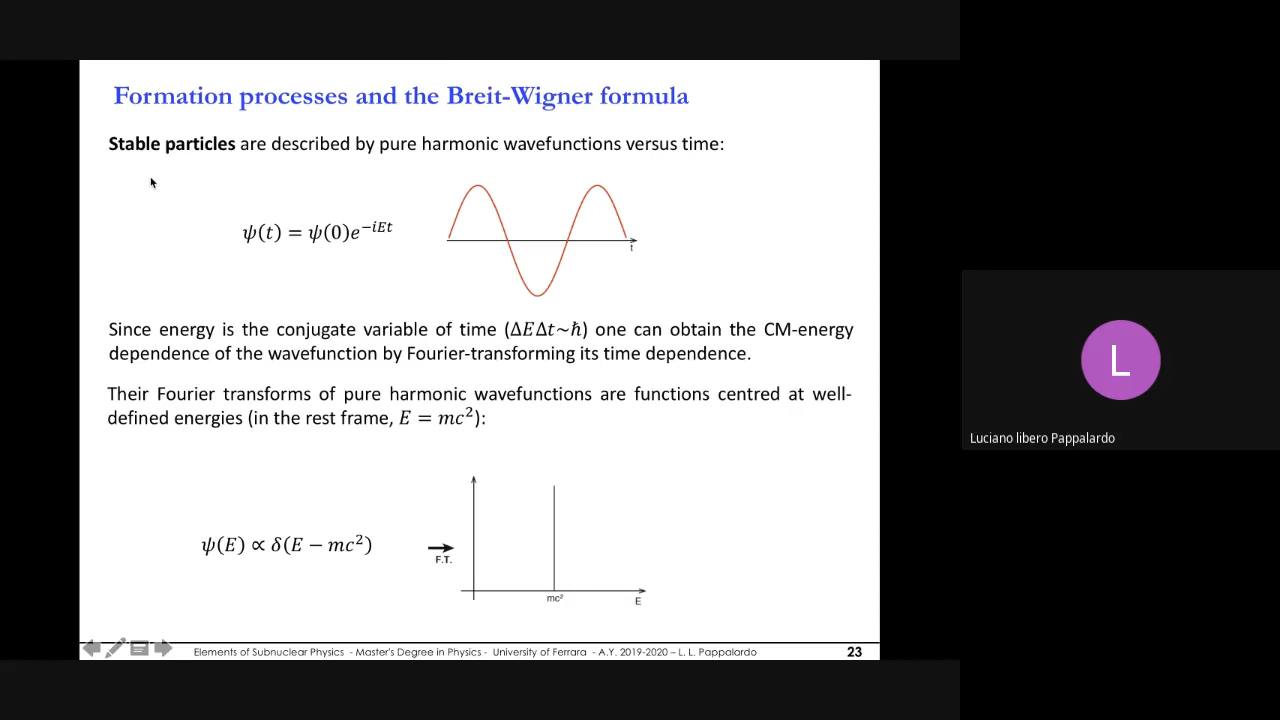 Formation processes and the Breit-Wigner formula
Stable particles are described by pure harmonic wavefunctions versus time:
ψ(t) = ψ(0)e^{−iEt}
t
Since energy is the conjugate variable of time (ΔEΔt~ℏ) one can obtain the CM-energy
dependence of the wavefunction by Fourier-transforming its time dependence.
Their Fourier transforms of pure harmonic wavefunctions are functions centred at well-
defined energies (in the rest frame, E = mc²):
ψ(E) ∝ δ(E − mc²)
F.T.
mc²
E
Elements of Subnuclear Physics - Master's Degree in Physics - University of Ferrara - A.Y. 2019-2020 – L. L. Pappalardo
23
L
Luciano libero Pappalardo